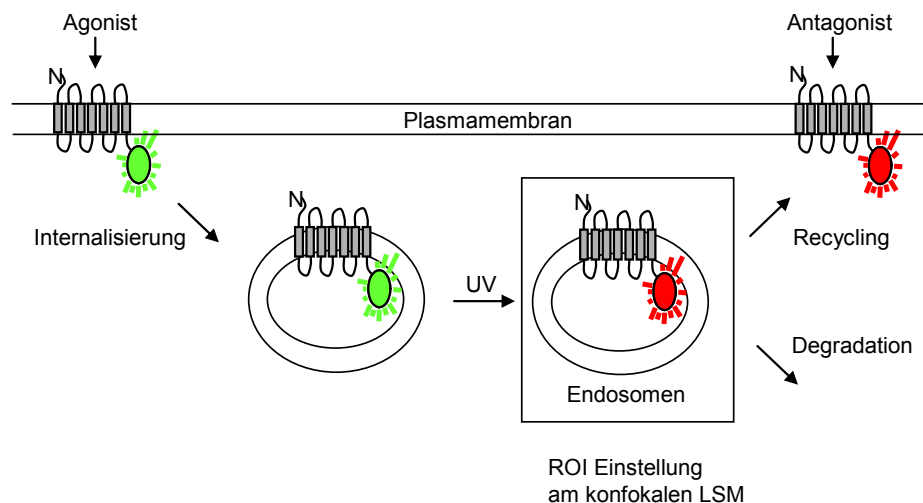 Agonist
Antagonist
N
N
Plasmamembran
N
N
Internalisierung
Recycling
UV
Degradation
Endosomen
ROI Einstellung
am konfokalen LSM